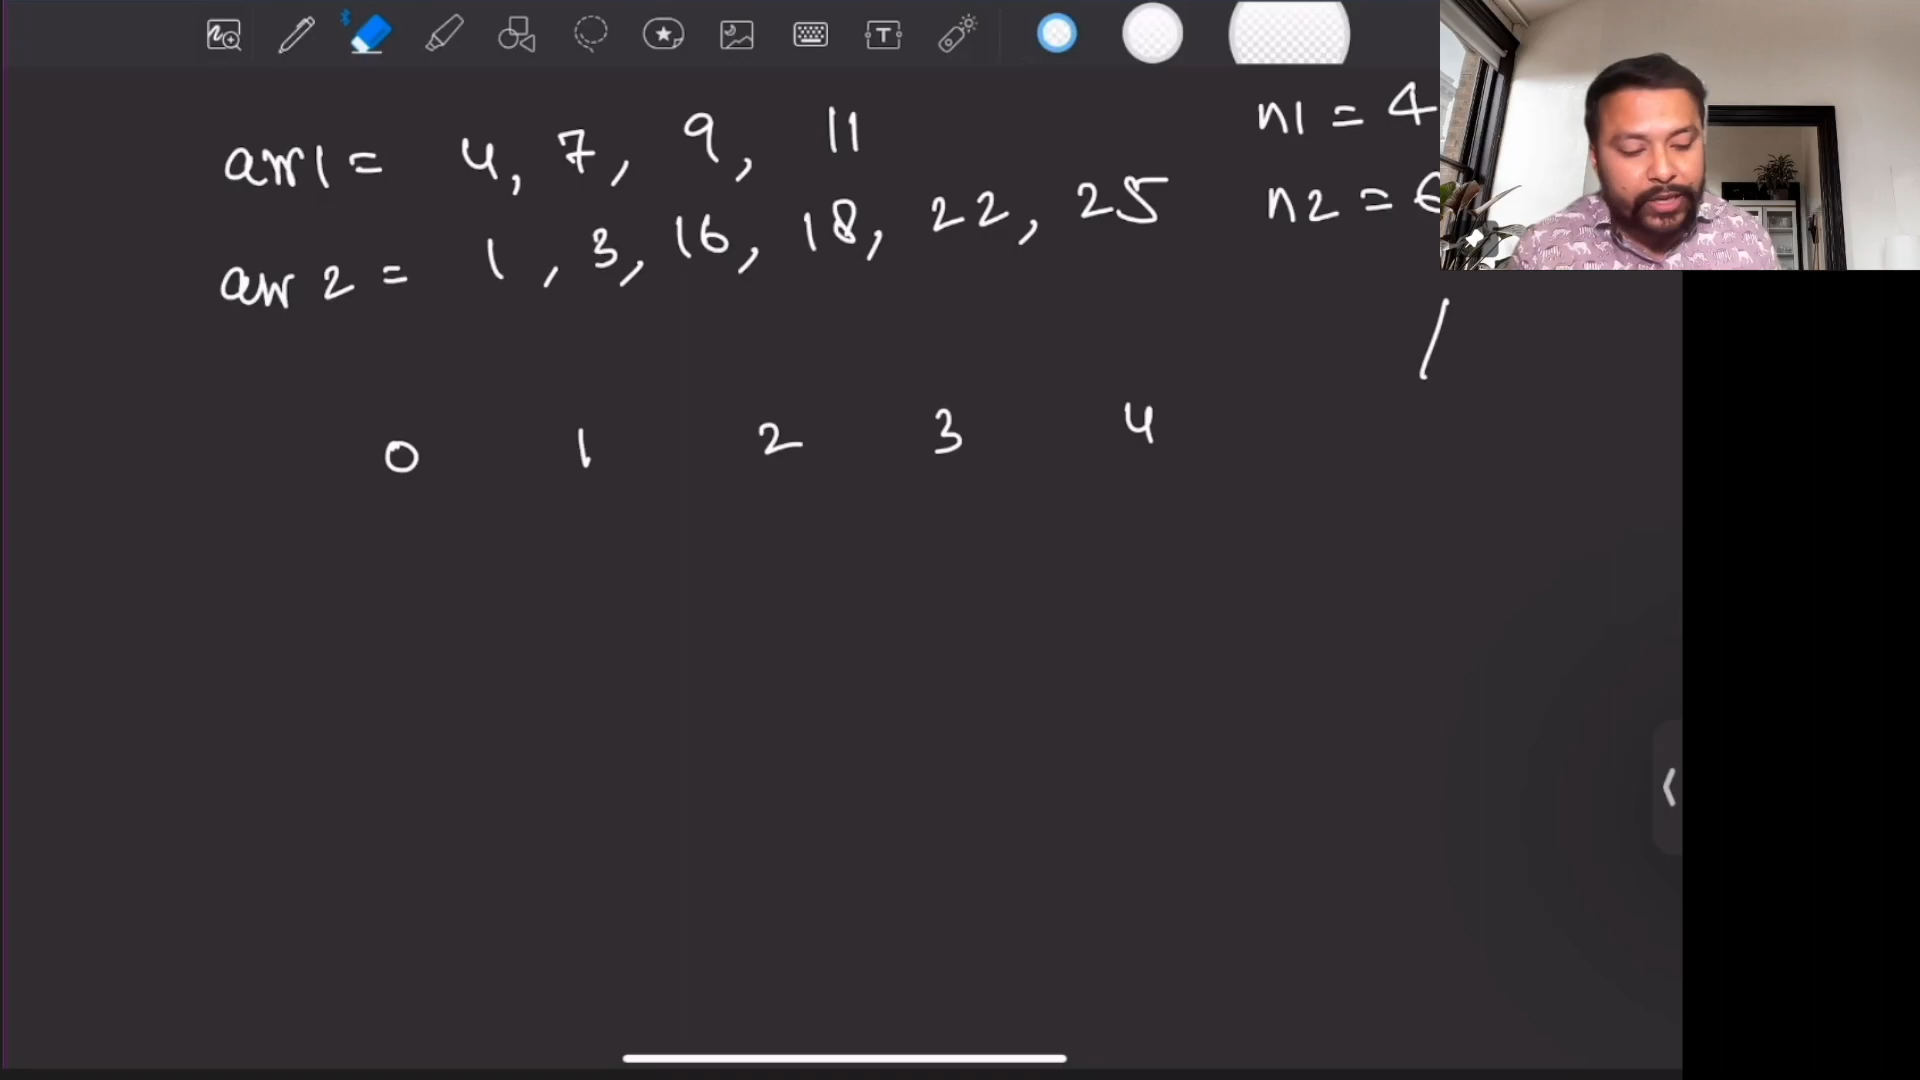 arr1 = 4, 7, 9, 11
n1 = 4
arr2 = 1, 3, 16, 18, 22, 25
n2 = 6
0 1 2 3 4